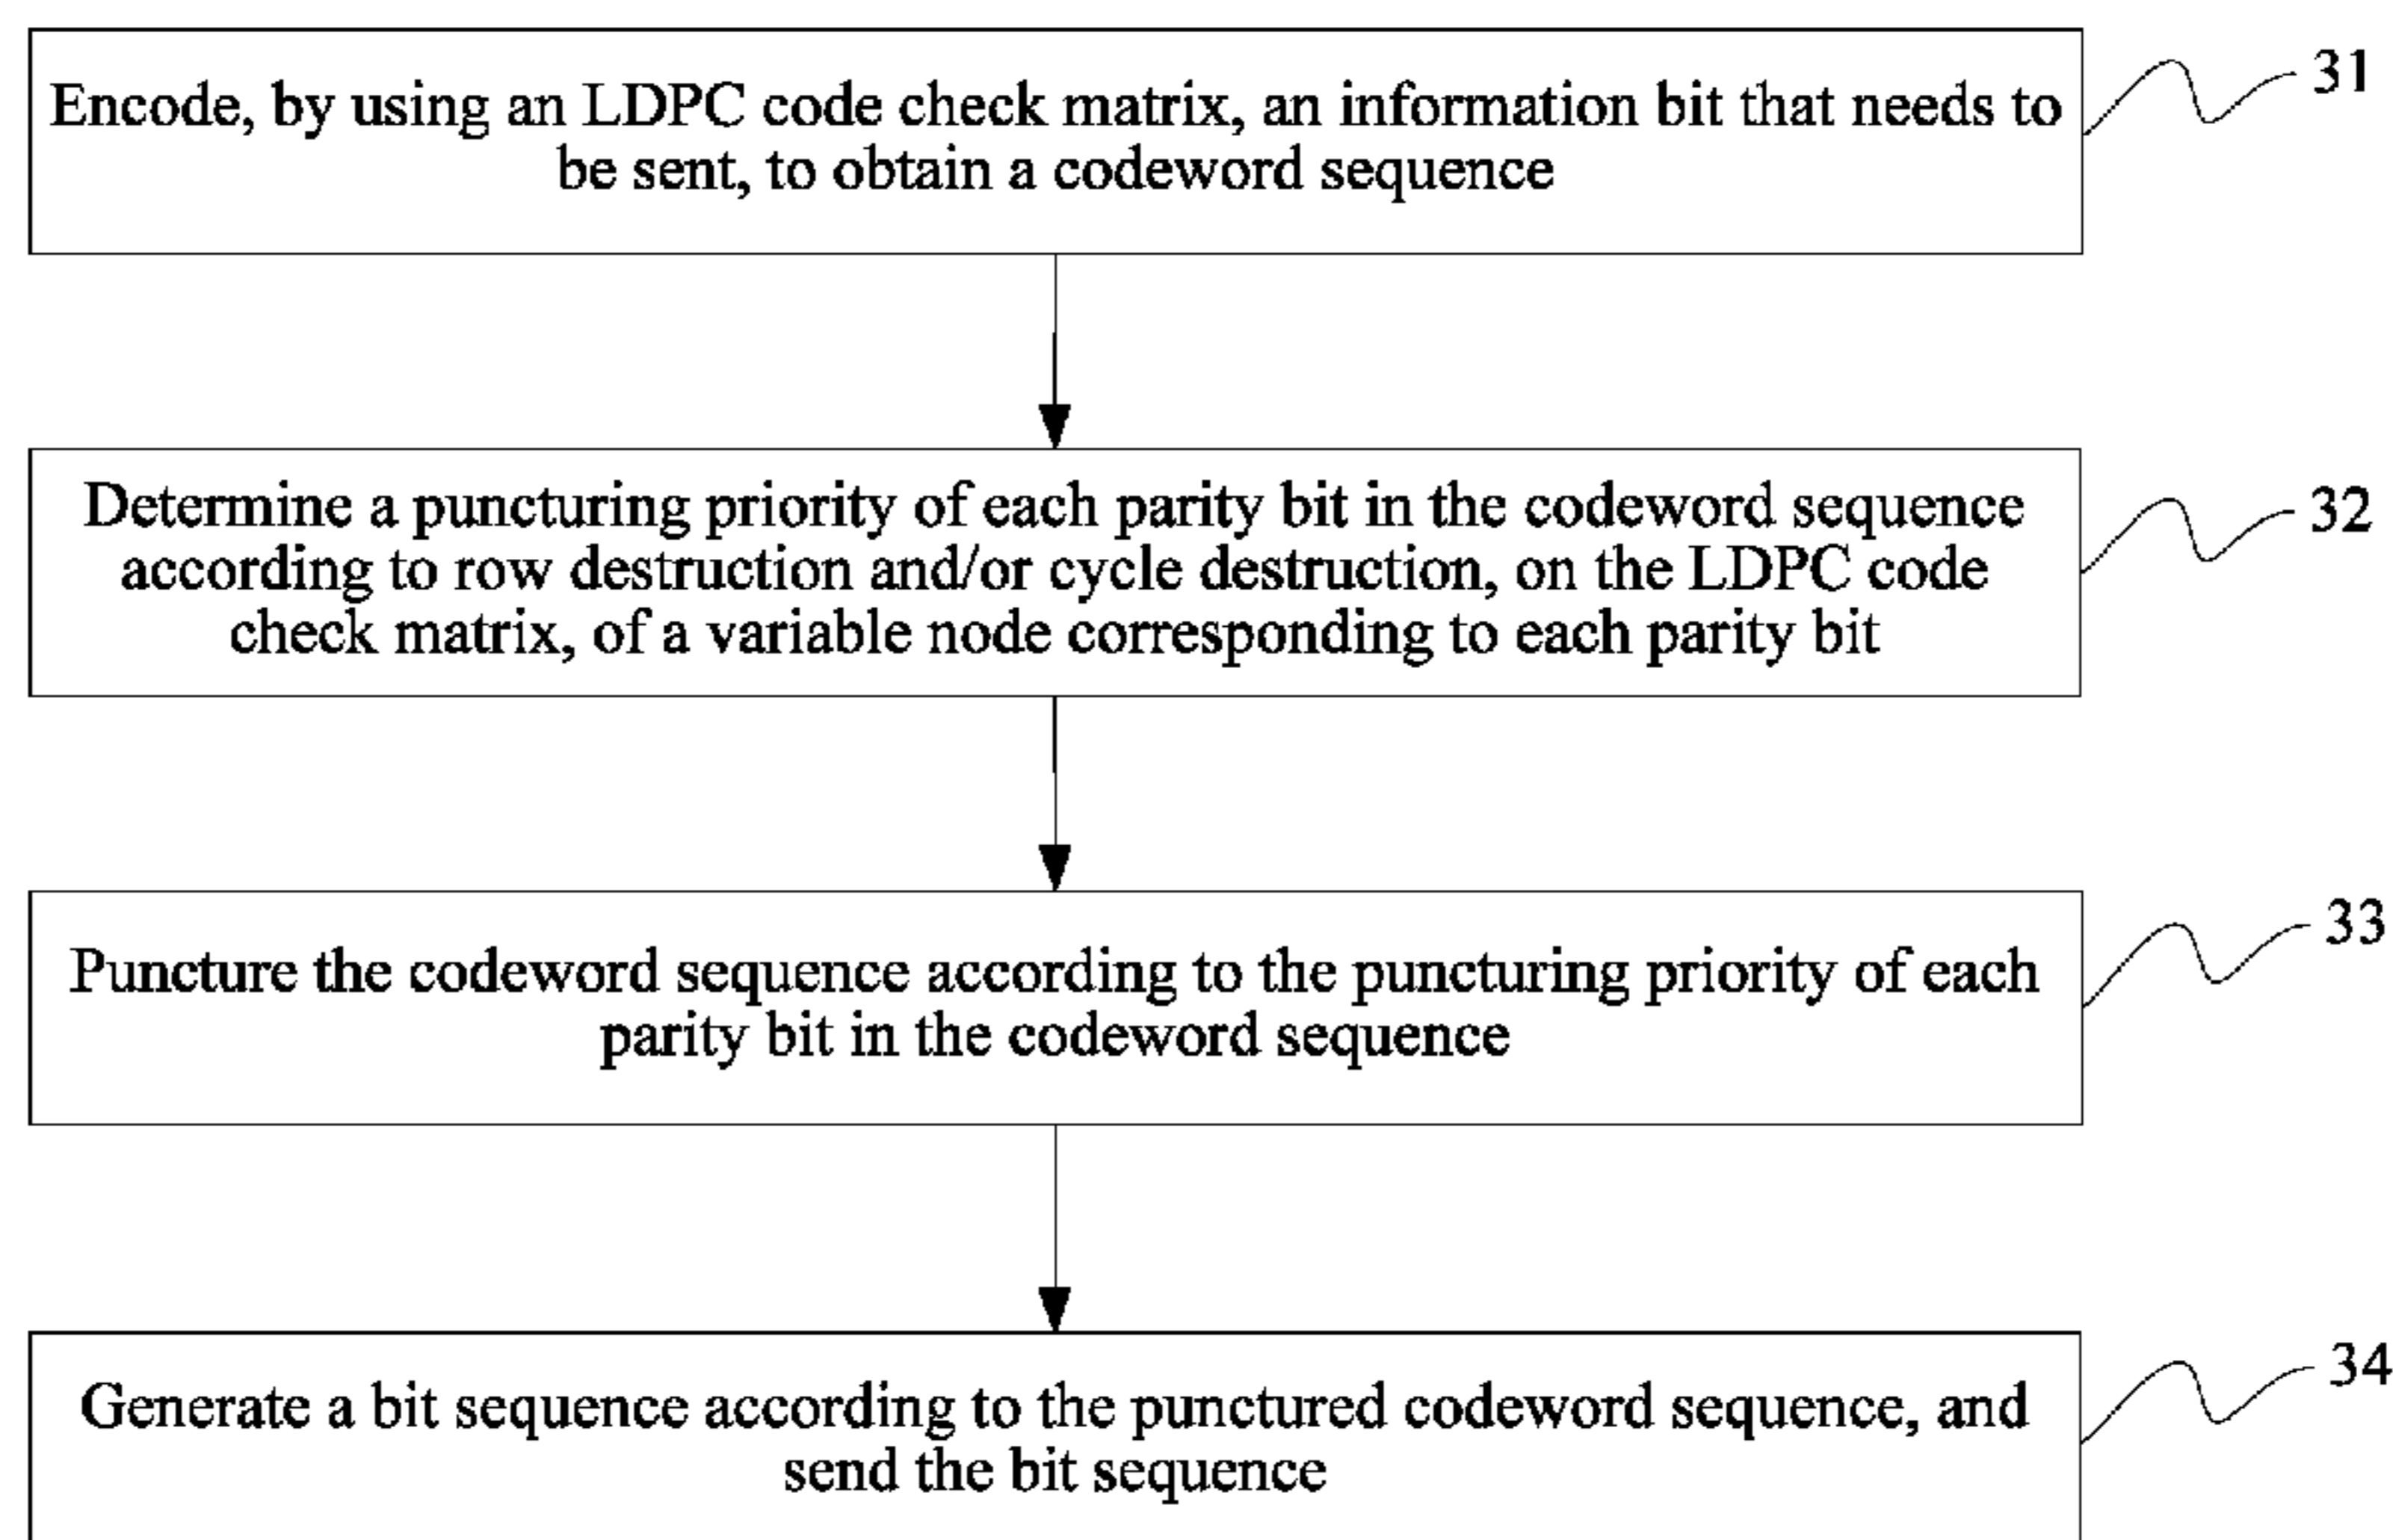 Encode, by using an LDPC code check matrix, an information bit that needs to
be sent, to obtain a codeword sequence
31
Determine a puncturing priority of each parity bit in the codeword sequence
according to row destruction and/or cycle destruction, on the LDPC code
check matrix, of a variable node corresponding to each parity bit
32
Puncture the codeword sequence according to the puncturing priority of each
parity bit in the codeword sequence
33
Generate a bit sequence according to the punctured codeword sequence, and
send the bit sequence
34